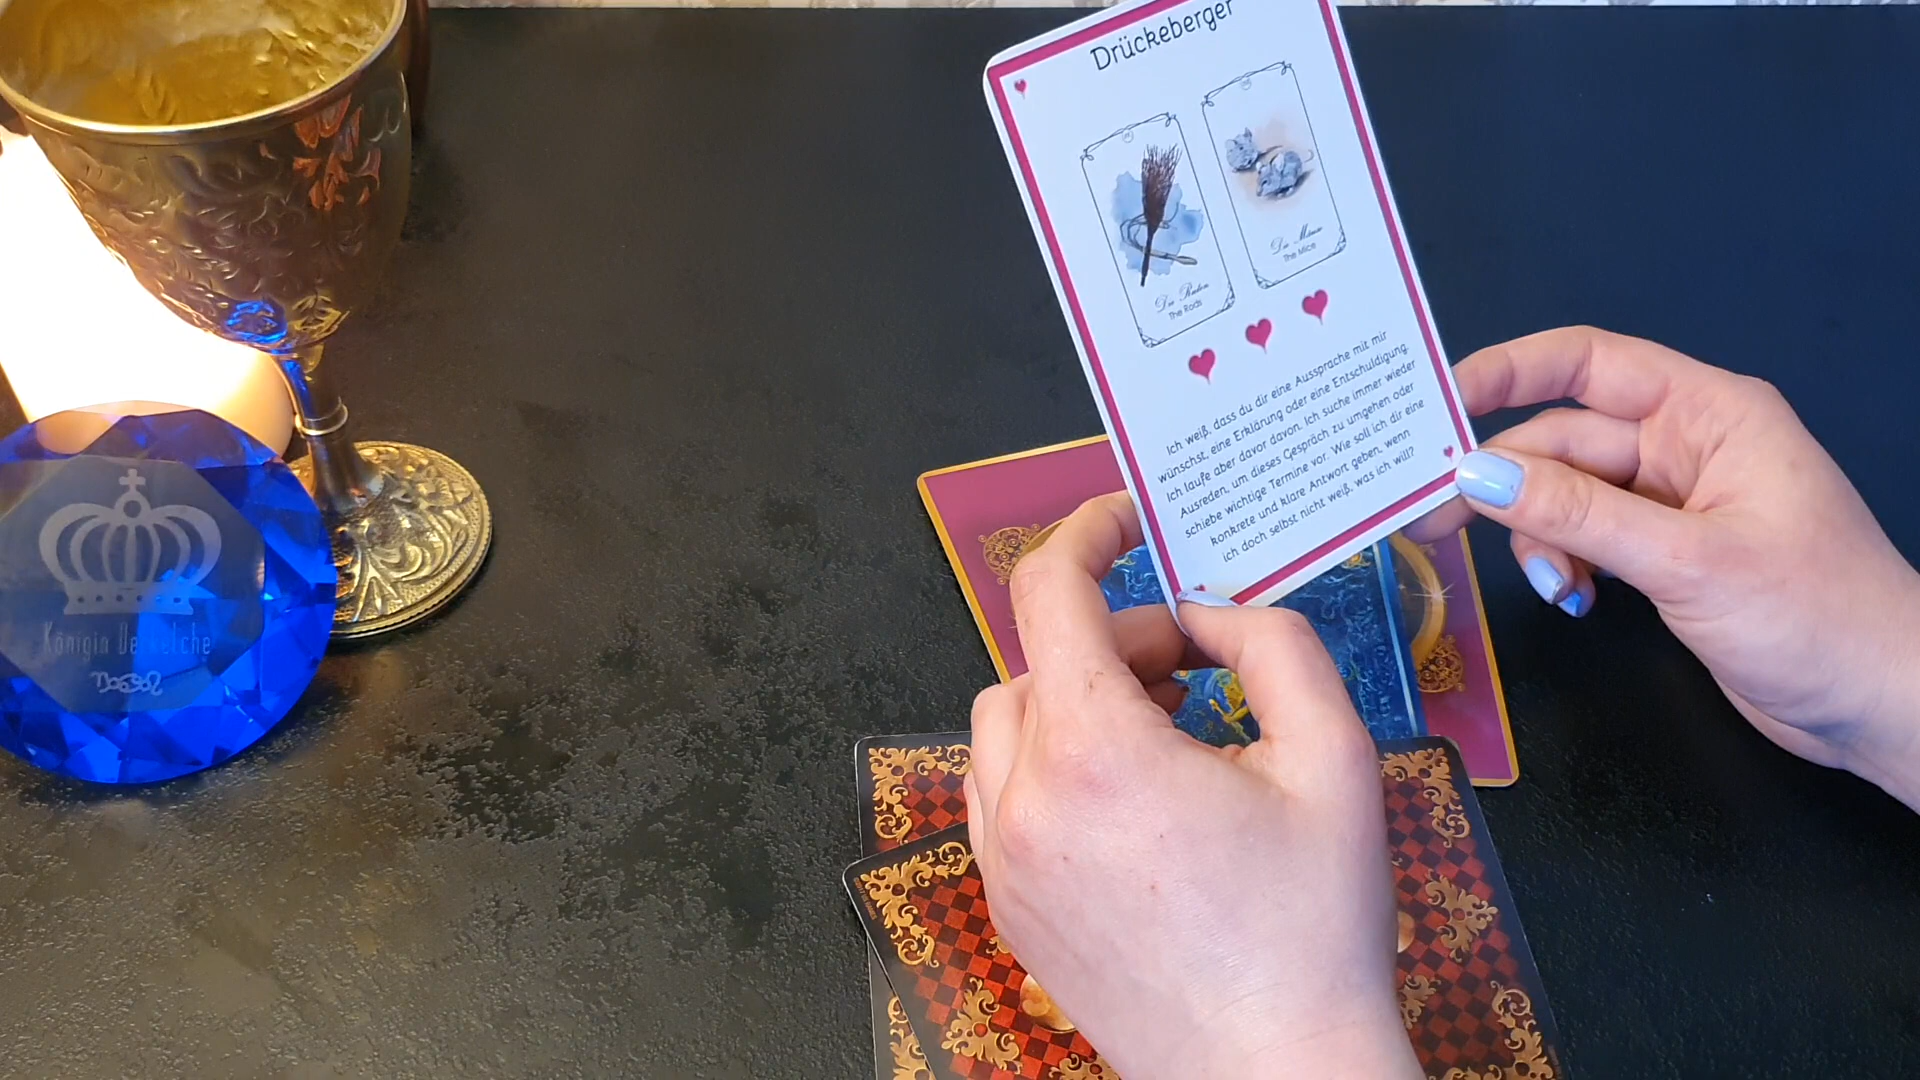 Drückeberger
Die Ruten
The Rods
Die Mäuse
The Mice
Ich weiß, dass du dir eine Aussprache mit mir
wünschst, eine Erklärung oder eine Entschuldigung.
Ich laufe aber davor davon. Ich suche immer wieder
Ausreden, um dieses Gespräch zu umgehen oder
schiebe wichtige Termine vor. Wie soll ich dir eine
konkrete und klare Antwort geben, wenn
ich doch selbst nicht weiß, was ich will?
Königin Der Kelche